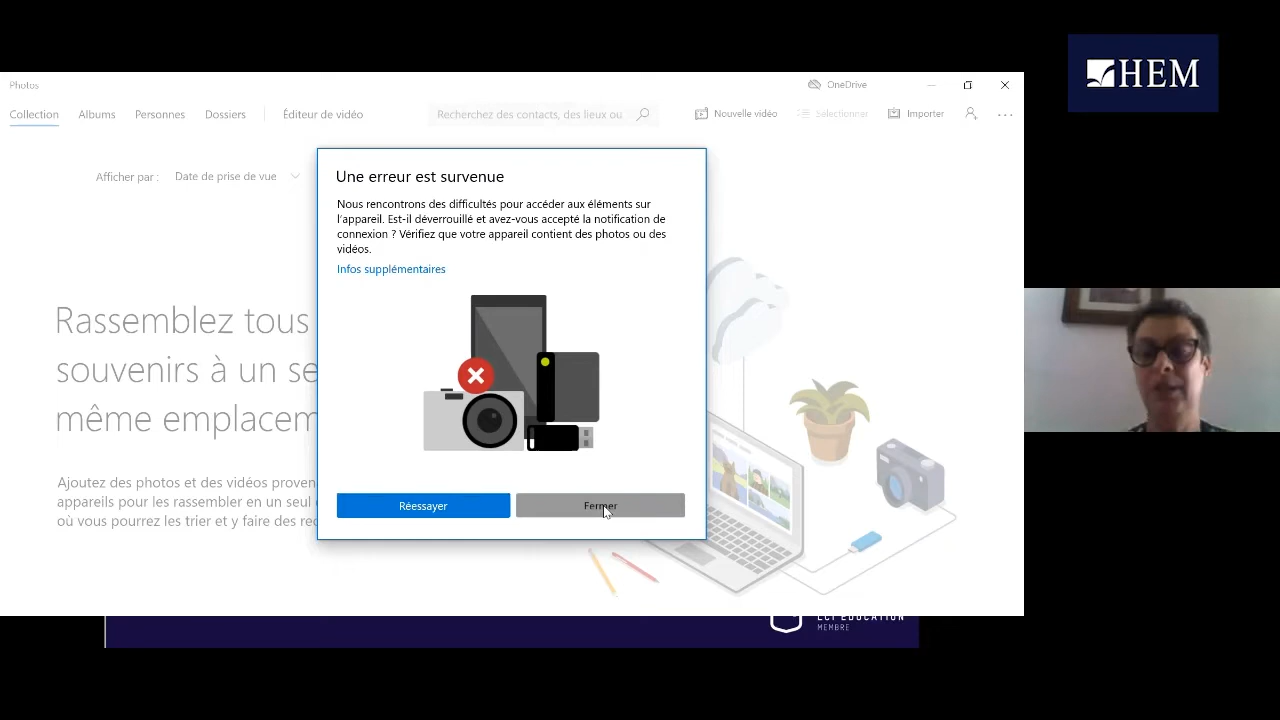 HEM
Photos
OneDrive
Collection
Albums
Personnes
Dossiers
Éditeur de vidéo
Recherchez des contacts, des lieux ou
Nouvelle vidéo
Sélectionner
Importer
Afficher par :
Date de prise de vue
Une erreur est survenue
Nous rencontrons des difficultés pour accéder aux éléments sur
l'appareil. Est-il déverrouillé et avez-vous accepté la notification de
connexion ? Vérifiez que votre appareil contient des photos ou des
vidéos.
Infos supplémentaires
Rassemblez tous
souvenirs à un se
même emplacem
Ajoutez des photos et des vidéos proven
appareils pour les rassembler en un seul
où vous pourrez les trier et y faire des rec
Réessayer
Fermer
LCI EDUCATION
MEMBRE